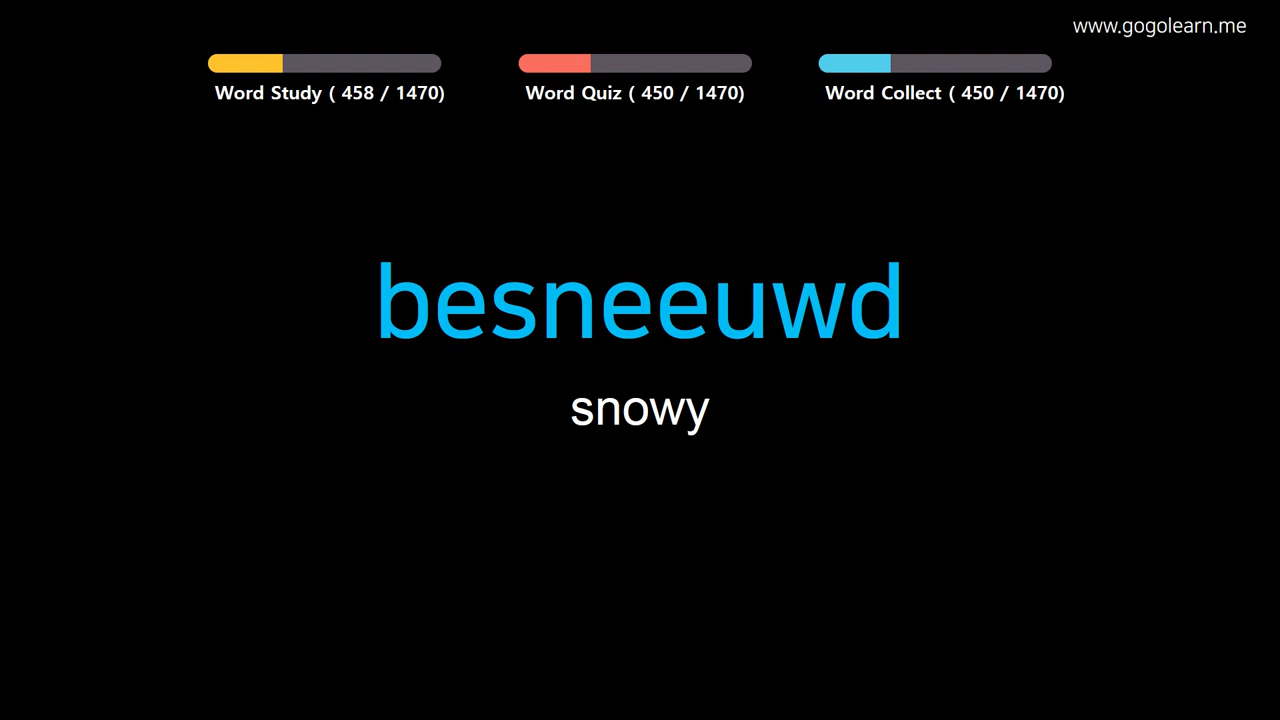 www.gogolearn.me
Word Study ( 458 / 1470)
Word Quiz ( 450 / 1470)
Word Collect ( 450 / 1470)
besneeuwd
snowy